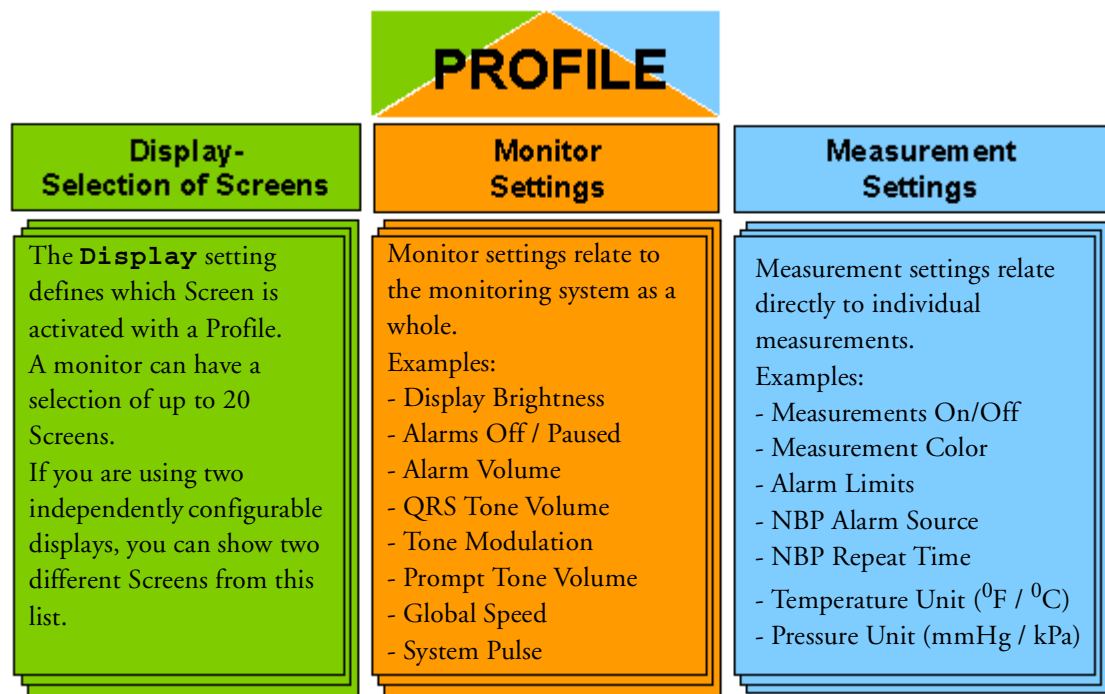 PROFILE
Display-
Selection of Screens
The Display setting
defines which Screen is
activated with a Profile.
A monitor can have a
selection of up to 20
Screens.
If you are using two
independently configurable
displays, you can show two
different Screens from this
list.
Monitor
Settings
Monitor settings relate to
the monitoring system as a
whole.
Examples:
- Display Brightness
- Alarms Off / Paused
- Alarm Volume
- QRS Tone Volume
- Tone Modulation
- Prompt Tone Volume
- Global Speed
- System Pulse
Measurement
Settings
Measurement settings relate
directly to individual
measurements.
Examples:
- Measurements On/Off
- Measurement Color
- Alarm Limits
- NBP Alarm Source
- NBP Repeat Time
- Temperature Unit (⁰F / ⁰C)
- Pressure Unit (mmHg / kPa)